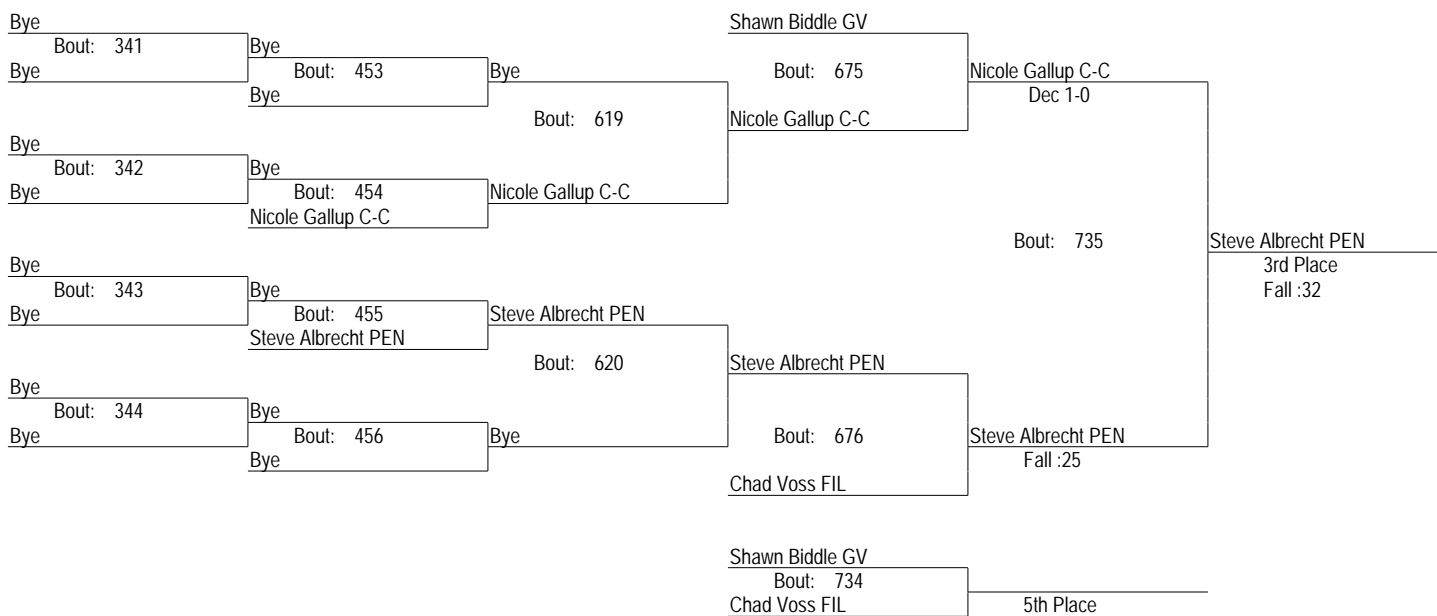 Bye
Shawn Biddle GV
Bout: 341
Bye
Bye
Bout: 453
Bye
Bout: 675
Nicole Gallup C-C
Bye
Dec 1-0
Bout: 619
Nicole Gallup C-C
Bye
Bout: 342
Bye
Bye
Bout: 454
Nicole Gallup C-C
Nicole Gallup C-C
Bout: 735
Steve Albrecht PEN
Bye
3rd Place
Bout: 343
Bye
Fall :32
Bye
Bout: 455
Steve Albrecht PEN
Steve Albrecht PEN
Bout: 620
Steve Albrecht PEN
Bye
Bout: 344
Bye
Bye
Bout: 456
Bye
Bout: 676
Steve Albrecht PEN
Bye
Fall :25
Chad Voss FIL
Shawn Biddle GV
Bout: 734
Chad Voss FIL
5th Place